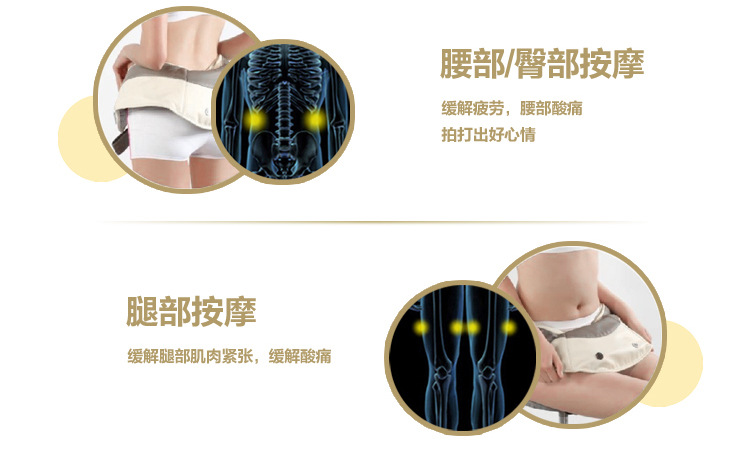 腰部/臀部按摩
缓解疲劳，腰部酸痛
拍打出好心情
腿部按摩
缓解腿部肌肉紧张，缓解酸痛